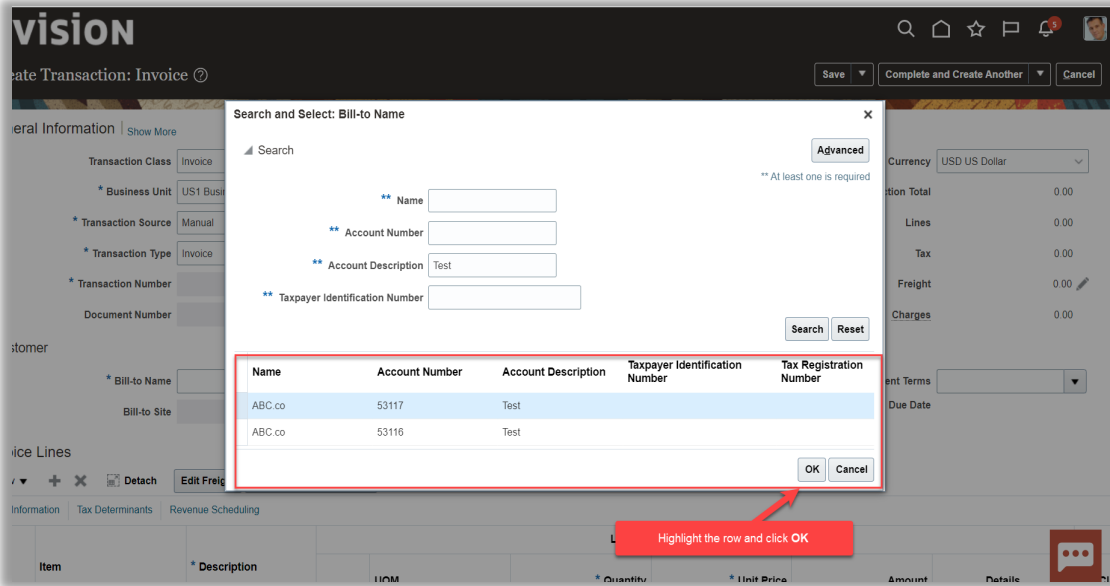 vision
5
eate Transaction: Invoice
Save
Complete and Create Another
Cancel
eral Information
Show More
Transaction Class
Invoice
* Business Unit
US1 Busi
* Transaction Source
Manual
* Transaction Type
Invoice
* Transaction Number
Document Number
Search and Select: Bill-to Name
Search
Advanced
** At least one is required
** Name
** Account Number
** Account Description
Test
** Taxpayer Identification Number
Search
Reset
Name Account Number Account Description Taxpayer Identification Number Tax Registration Number
ABC.co 53117 Test
ABC.co 53116 Test
OK
Cancel
Highlight the row and click OK
Currency
USD US Dollar
ction Total 0.00
Lines 0.00
Tax 0.00
Freight 0.00
Charges 0.00
stomer
* Bill-to Name
Bill-to Site
ent Terms
Due Date
ice Lines
Detach
Edit Freig
Information
Tax Determinants
Revenue Scheduling
Item
* Description
UOM
* Quantity
* Unit Price
Amount
Details